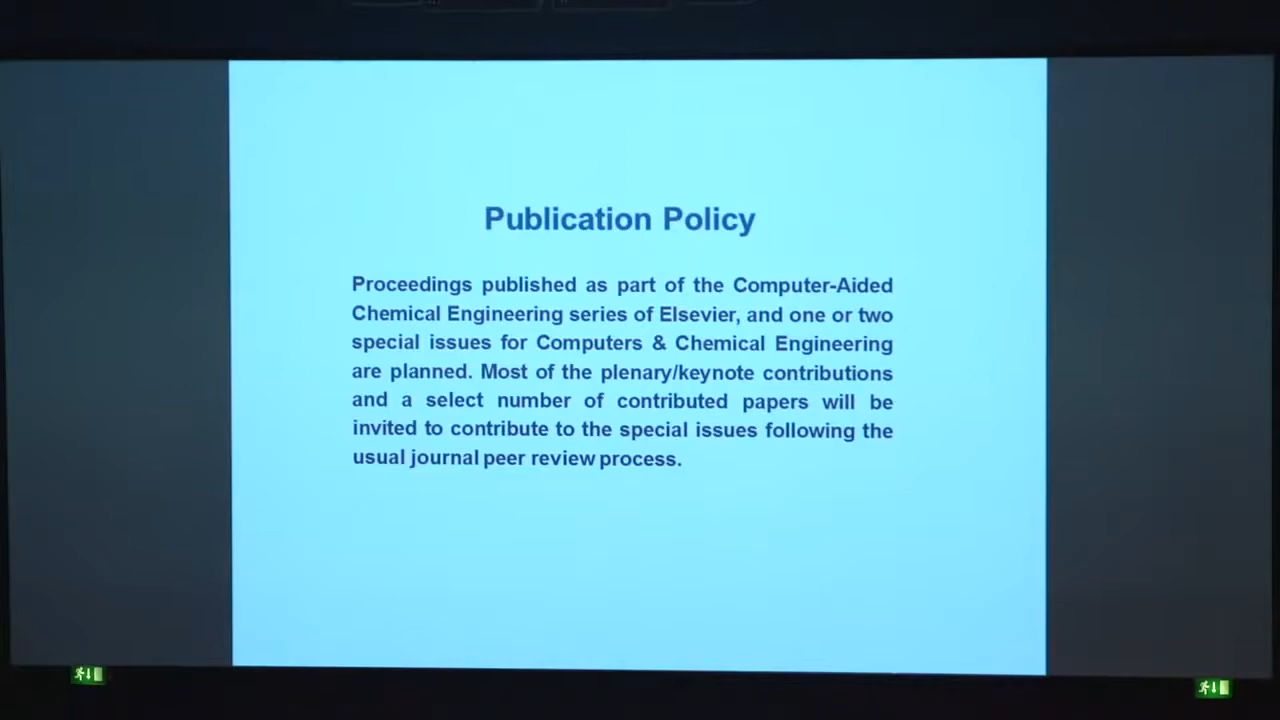 Publication Policy
Proceedings published as part of the Computer-Aided
Chemical Engineering series of Elsevier, and one or two
special issues for Computers & Chemical Engineering
are planned. Most of the plenary/keynote contributions
and a select number of contributed papers will be
invited to contribute to the special issues following the
usual journal peer review process.